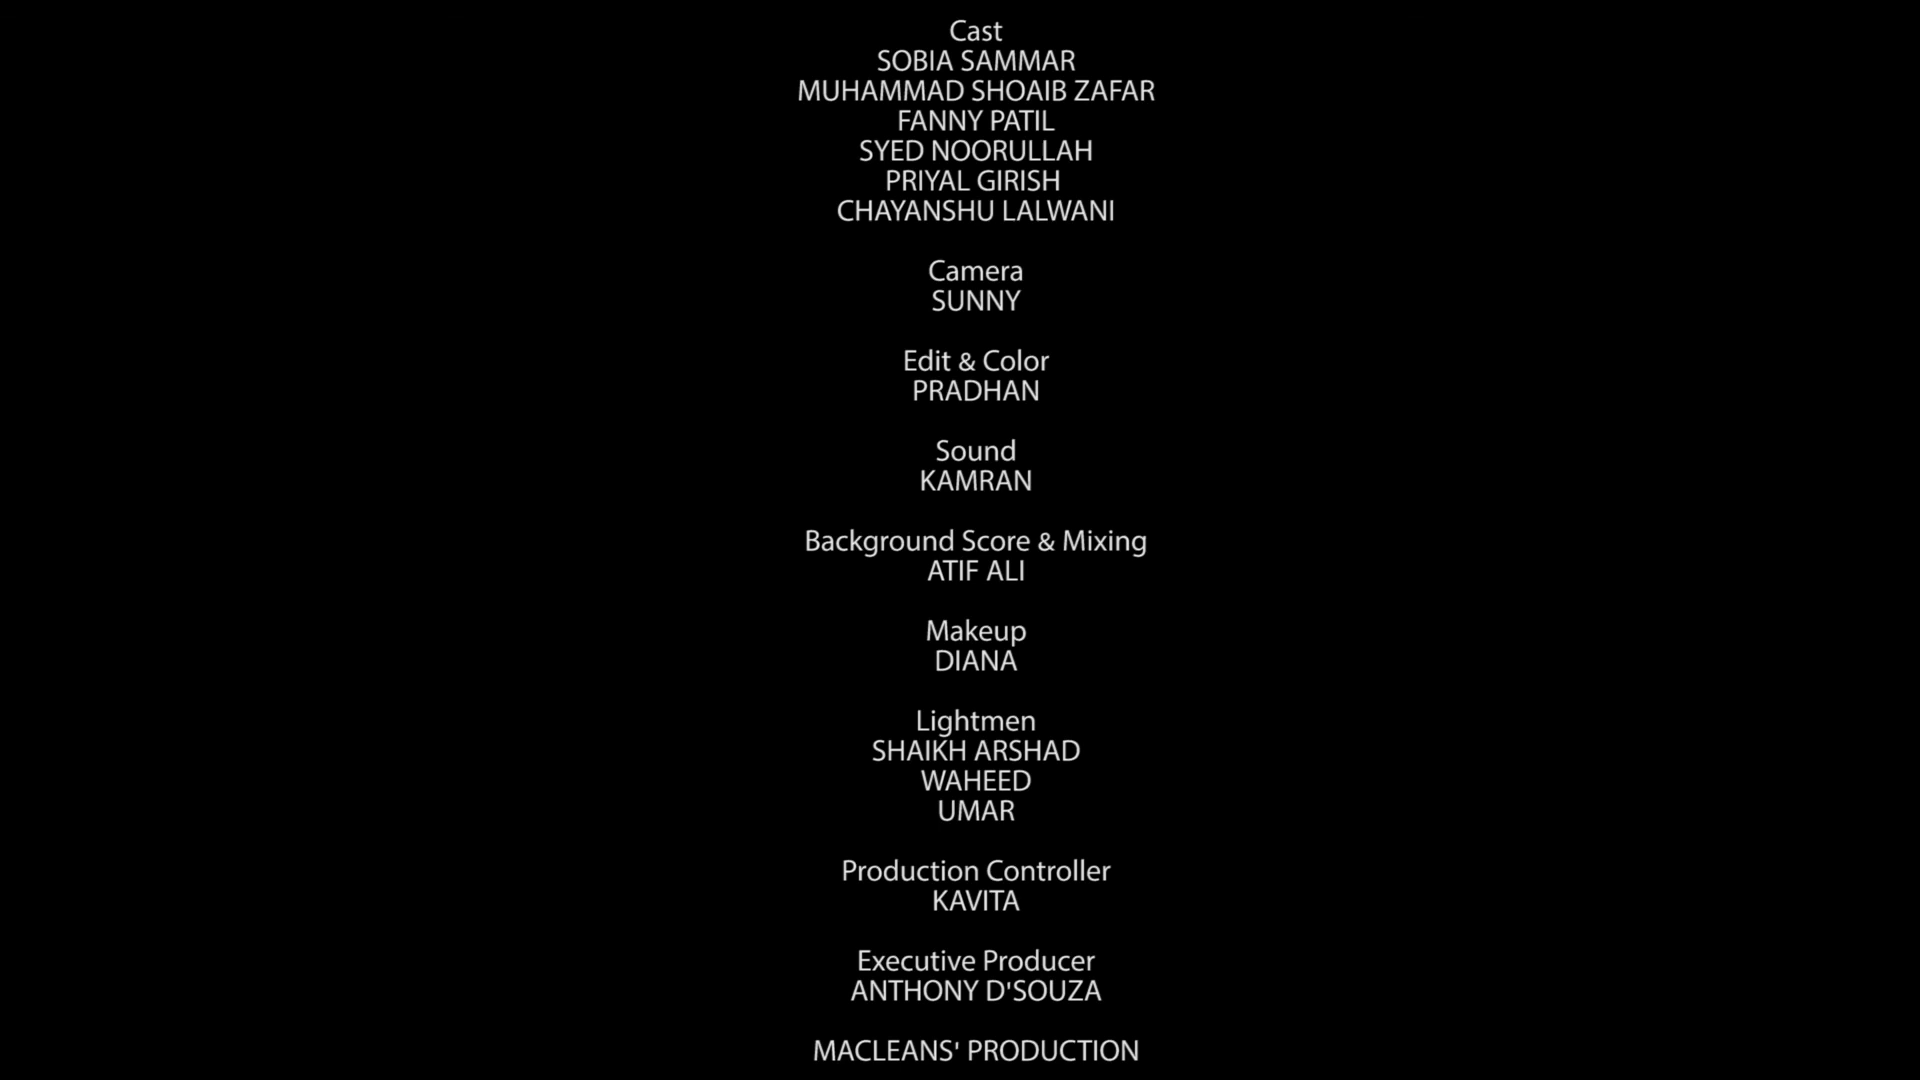 Cast
SOBIA SAMMAR
MUHAMMAD SHOAIB ZAFAR
FANNY PATIL
SYED NOORULLAH
PRIYAL GIRISH
CHAYANSHU LALWANI
Camera
SUNNY
Edit & Color
PRADHAN
Sound
KAMRAN
Background Score & Mixing
ATIF ALI
Makeup
DIANA
Lightmen
SHAIKH ARSHAD
WAHEED
UMAR
Production Controller
KAVITA
Executive Producer
ANTHONY D'SOUZA
MACLEANS' PRODUCTION